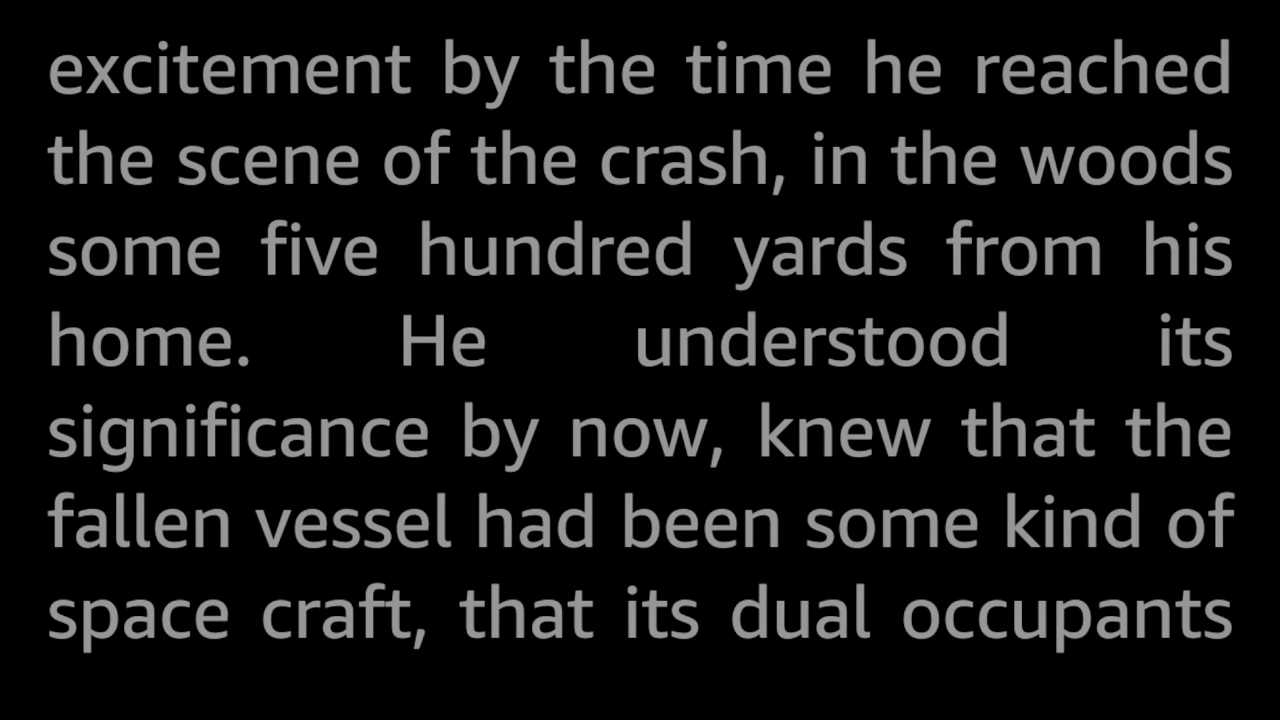 excitement by the time he reached
the scene of the crash, in the woods
some five hundred yards from his
home. He understood its
significance by now, knew that the
fallen vessel had been some kind of
space craft, that its dual occupants